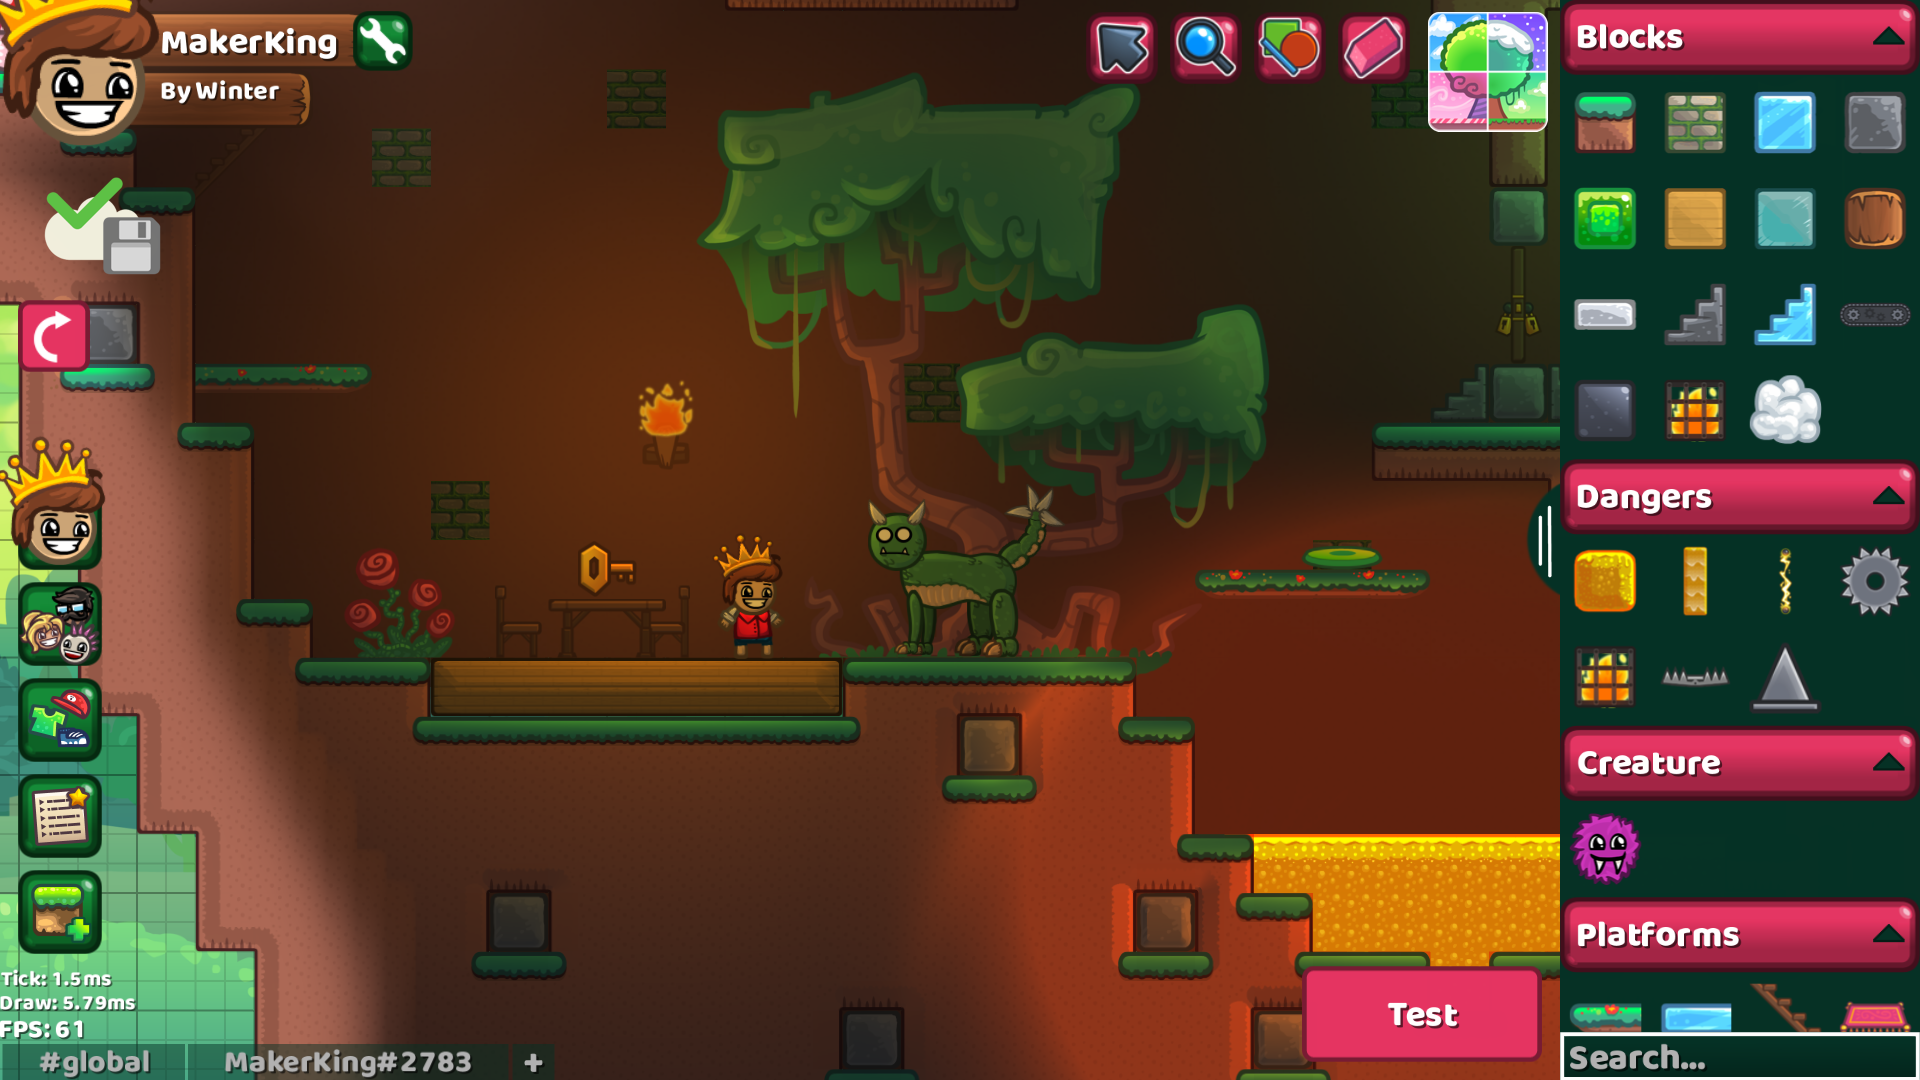 MakerKing
By Winter
Blocks
Dangers
Creature
Platforms
Tick: 1.5ms
Draw: 5.79ms
FPS: 61
Test
#global
MakerKing#2783
+
Search...